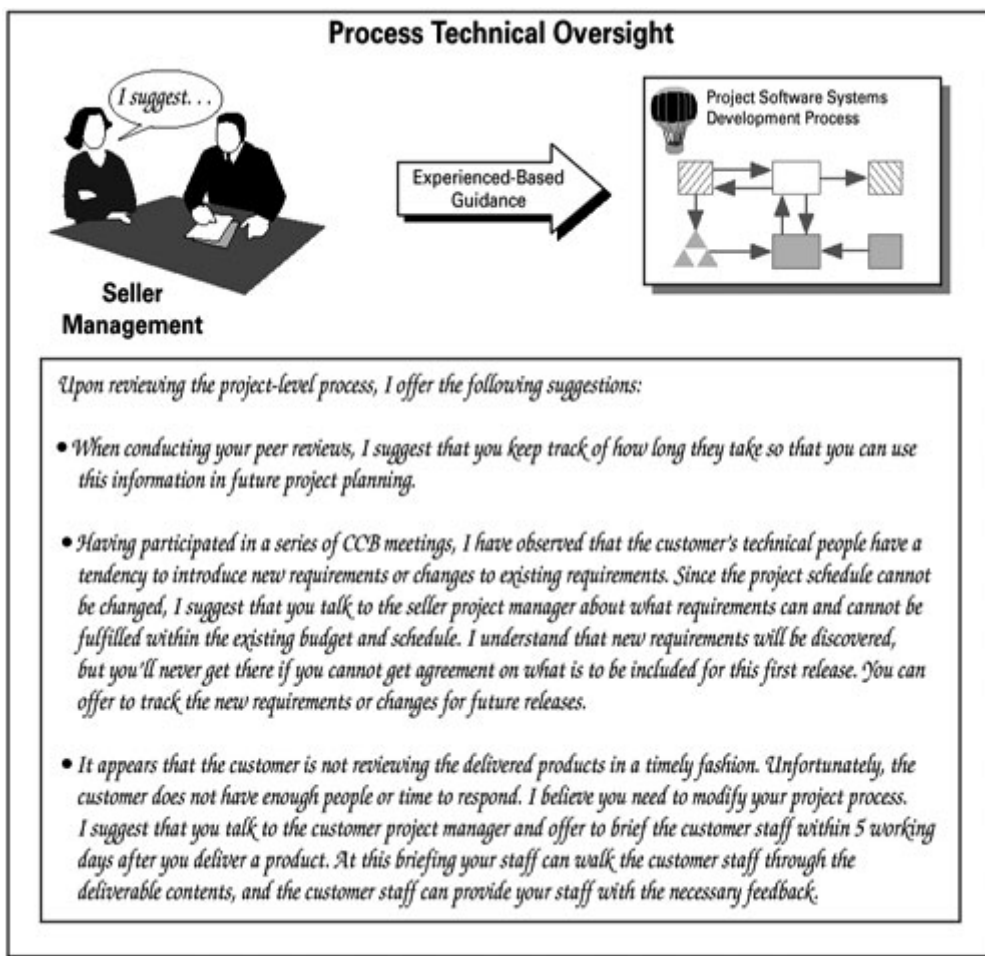 Process Technical Oversight
I suggest. . .
Project Software Systems
Development Process
Experienced-Based
Guidance
Seller
Management
Upon reviewing the project-level process, I offer the following suggestions:
• When conducting your peer reviews, I suggest that you keep track of how long they take so that you can use
this information in future project planning.
• Having participated in a series of CCB meetings, I have observed that the customer's technical people have a
tendency to introduce new requirements or changes to existing requirements. Since the project schedule cannot
be changed, I suggest that you talk to the seller project manager about what requirements can and cannot be
fulfilled within the existing budget and schedule. I understand that new requirements will be discovered,
but you'll never get there if you cannot get agreement on what is to be included for this first release. You can
offer to track the new requirements or changes for future releases.
• It appears that the customer is not reviewing the delivered products in a timely fashion. Unfortunately, the
customer does not have enough people or time to respond. I believe you need to modify your project process.
I suggest that you talk to the customer project manager and offer to brief the customer staff within 5 working
days after you deliver a product. At this briefing your staff can walk the customer staff through the
deliverable contents, and the customer staff can provide your staff with the necessary feedback.